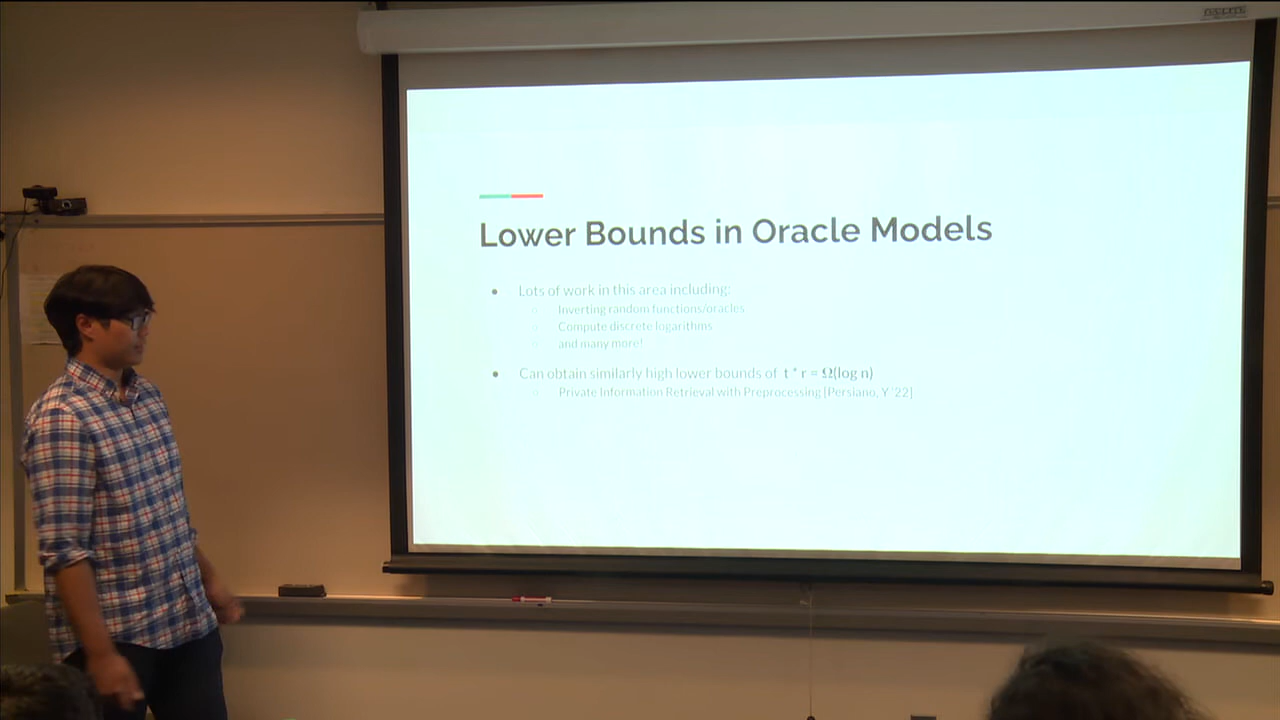 Lower Bounds in Oracle Models
● Lots of work in this area including:
○ Inverting random functions/oracles
○ Compute discrete logarithms
○ and many more!
● Can obtain similarly high lower bounds of t * r = Ω(log n)
○ Private Information Retrieval with Preprocessing [Persiano, Y '22]